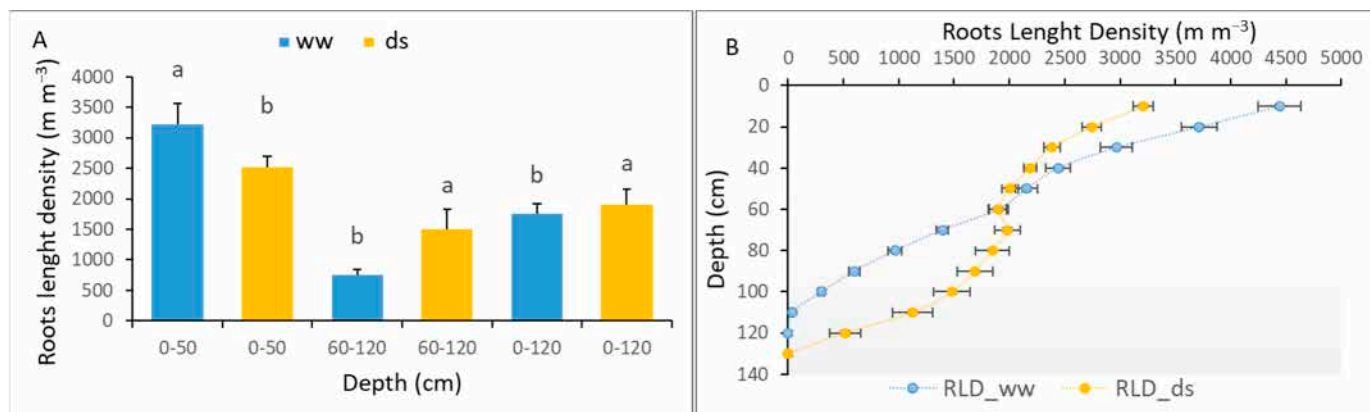 A
ww ds
Roots lenght density (m m⁻³)
4000
3500
3000
2500
2000
1500
1000
500
0
a
b
b
a
b
a
0-50 0-50 60-120 60-120 0-120 0-120
Depth (cm)
B
Roots Lenght Density (m m⁻³)
0 500 1000 1500 2000 2500 3000 3500 4000 4500 5000
Depth (cm)
0
20
40
60
80
100
120
140
RLD_ww RLD_ds